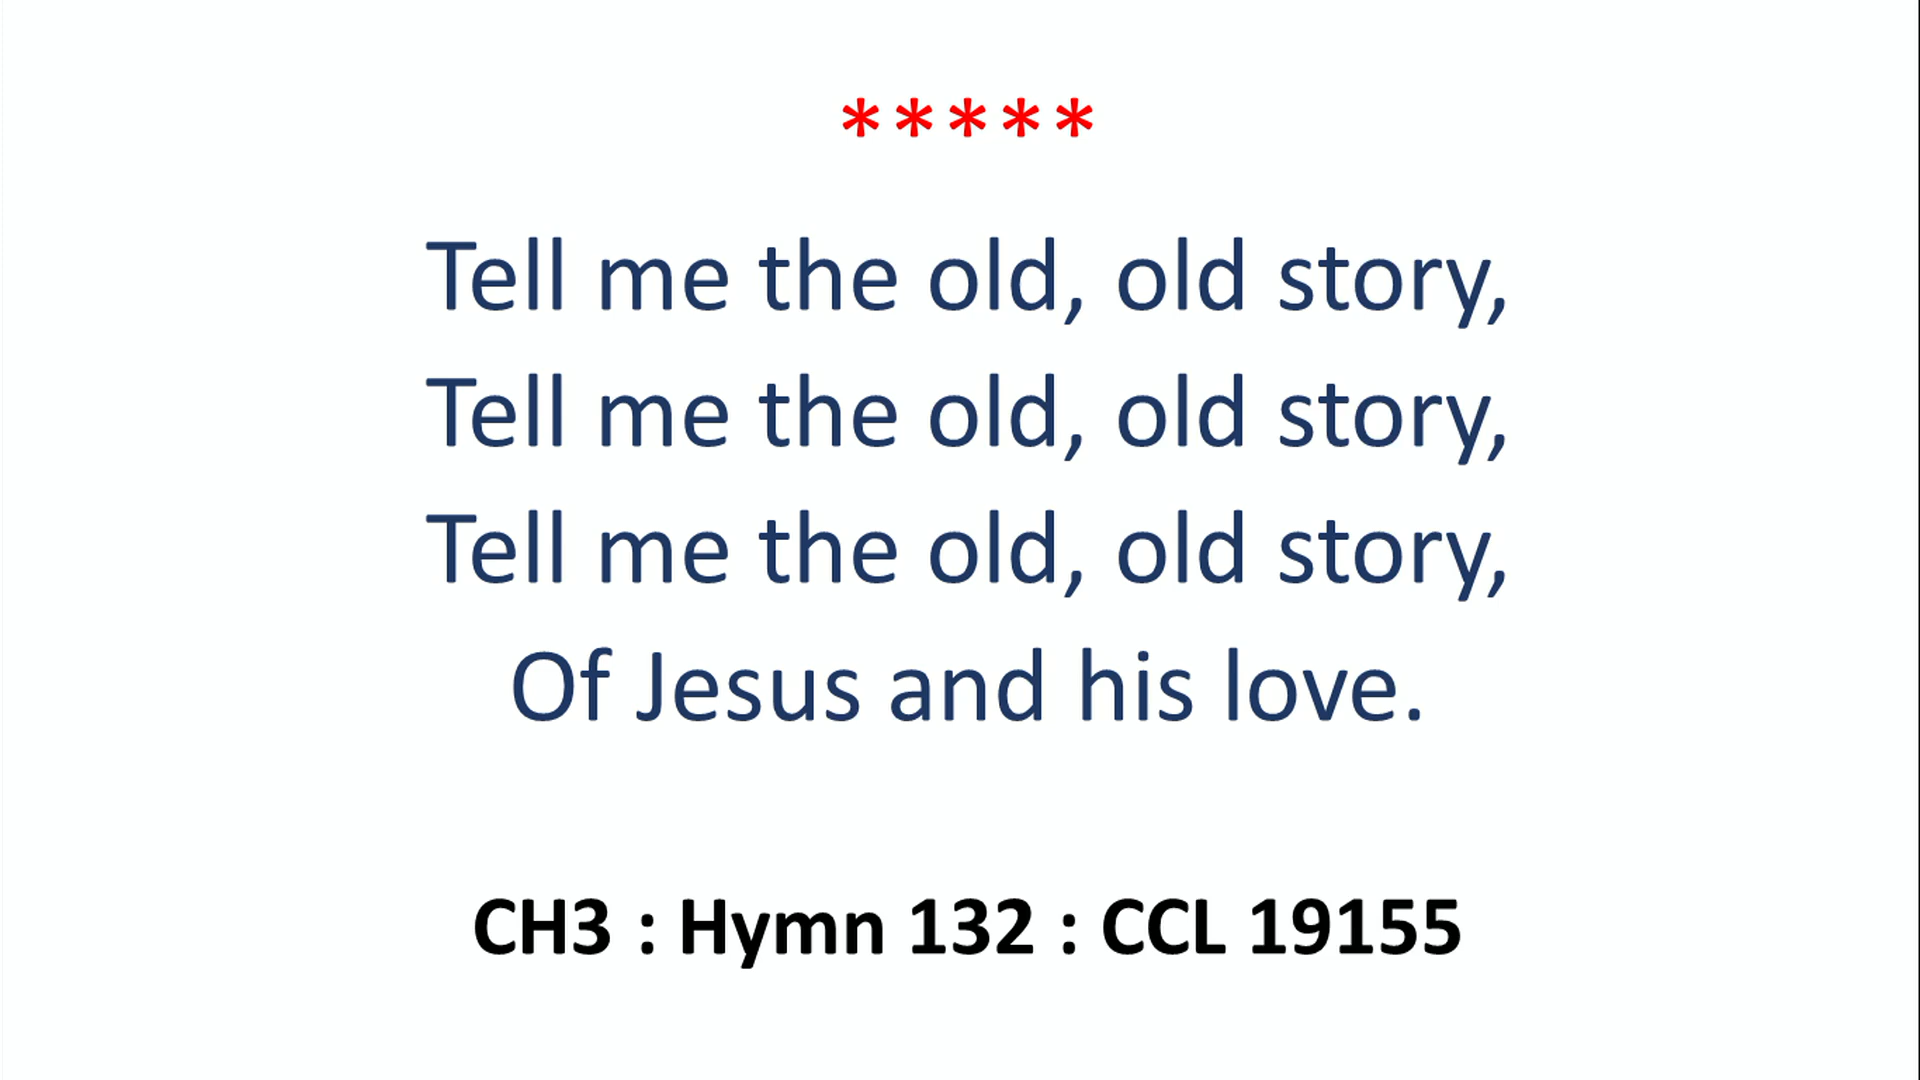 *****
Tell me the old, old story,
Tell me the old, old story,
Tell me the old, old story,
Of Jesus and his love.
CH3 : Hymn 132 : CCL 19155